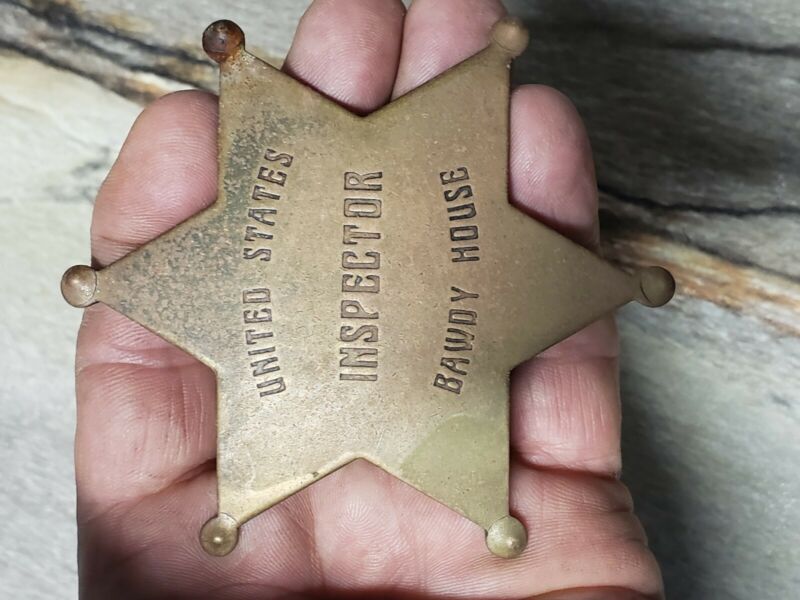 UNITED STATES
INSPECTOR
BAWDY HOUSE